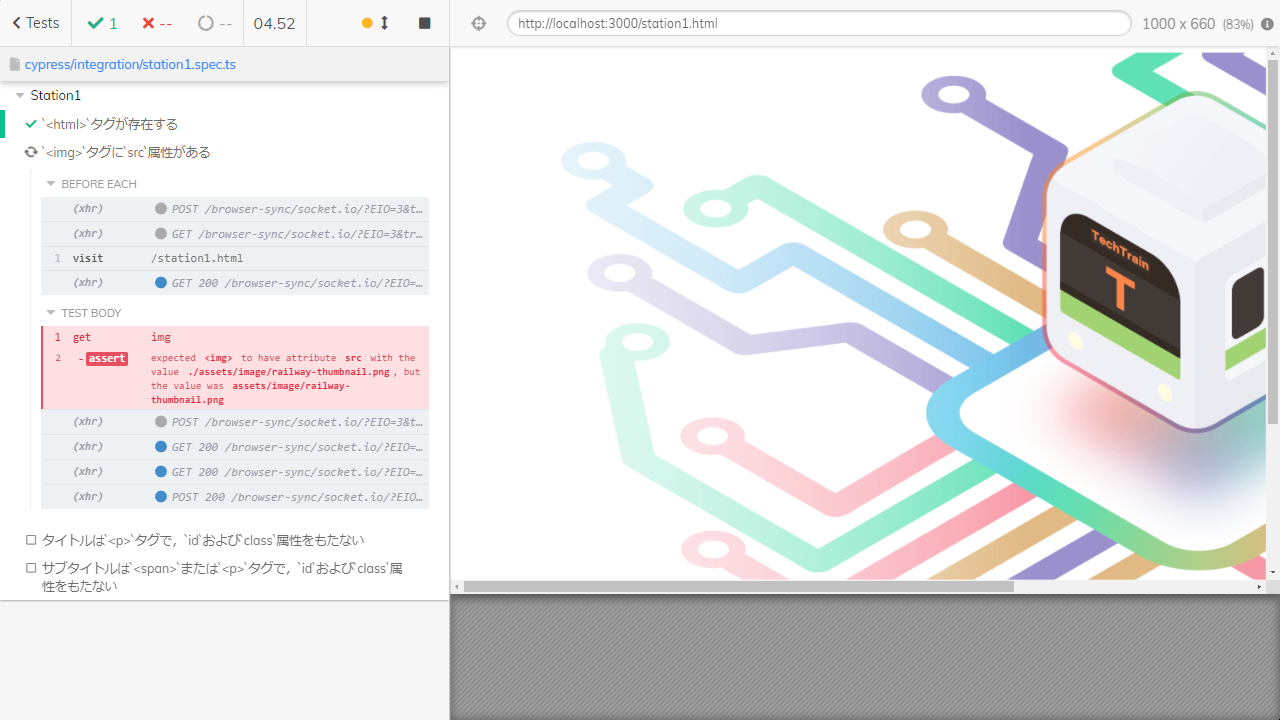 Tests
1
--
--
04.52
http://localhost:3000/station1.html
1000 x 660 (83%)
cypress/integration/station1.spec.ts
Station1
`<html>`タグが存在する
`<img>`タグに`src`属性がある
BEFORE EACH
(xhr) POST /browser-sync/socket.io/?EIO=3&t…
(xhr) GET /browser-sync/socket.io/?EIO=3&tr…
1 visit /station1.html
(xhr) GET 200 /browser-sync/socket.io/?EIO=…
TEST BODY
1 get img
2 -assert expected <img> to have attribute src with the
value ./assets/image/railway-thumbnail.png, but
the value was assets/image/railway-
thumbnail.png
(xhr) POST /browser-sync/socket.io/?EIO=3&t…
(xhr) GET 200 /browser-sync/socket.io/?EIO=…
(xhr) GET 200 /browser-sync/socket.io/?EIO=…
(xhr) POST 200 /browser-sync/socket.io/?EIO…
タイトルは`<p>`タグで，`id`および`class`属性をもたない
サブタイトルは`<span>`または`<p>`タグで，`id`および`class`属
性をもたない
TechTrain
T